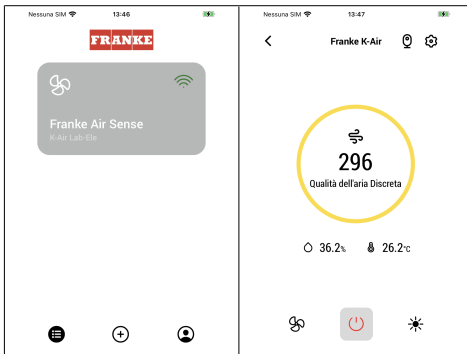 Nessuna SIM 13:46
FRANKE
Franke Air Sense
K-Air Lab-Ele
Nessuna SIM 13:47
Franke K-Air
296
Qualità dell'aria Discreta
36.2% 26.2°C